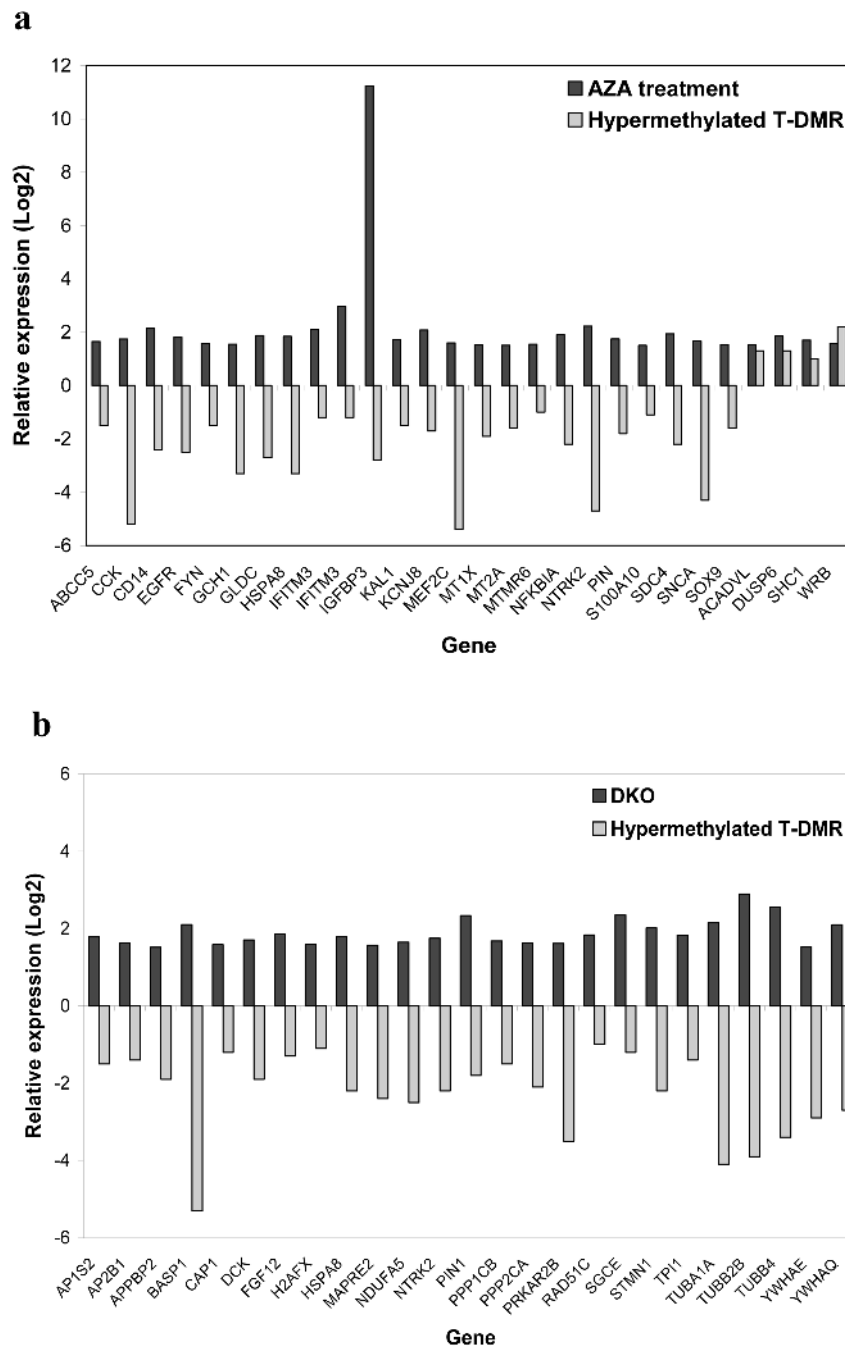 a
AZA treatment
Hypermethylated T-DMR
12
10
8
6
4
2
0
-2
-4
-6
Relative expression (Log2)
ABCC5
CCK
CD14
EGFR
FYN
GCH1
GLDC
HSPA8
IFITM3
IFITM3
IGFBP3
KAL1
KCNJ8
MEF2C
MT1X
MT2A
MTMR6
NFKBIA
NTRK2
PIN
S100A10
SDC4
SNCA
SOX9
ACADVL
DUSP6
SHC1
WRB
Gene
b
DKO
Hypermethylated T-DMR
6
4
2
0
-2
-4
-6
Relative expression (Log2)
AP1S2
AP2B1
APPBP2
BASP1
CAP1
DCK
FGF12
H2AFX
HSPA8
MAPRE2
NDUFA5
NTRK2
PIN1
PPP1CB
PPP2CA
PRKAR2B
RAD51C
SGCE
STMN1
TPI1
TUBA1A
TUBB2B
TUBB4
YWHAE
YWHAQ
Gene